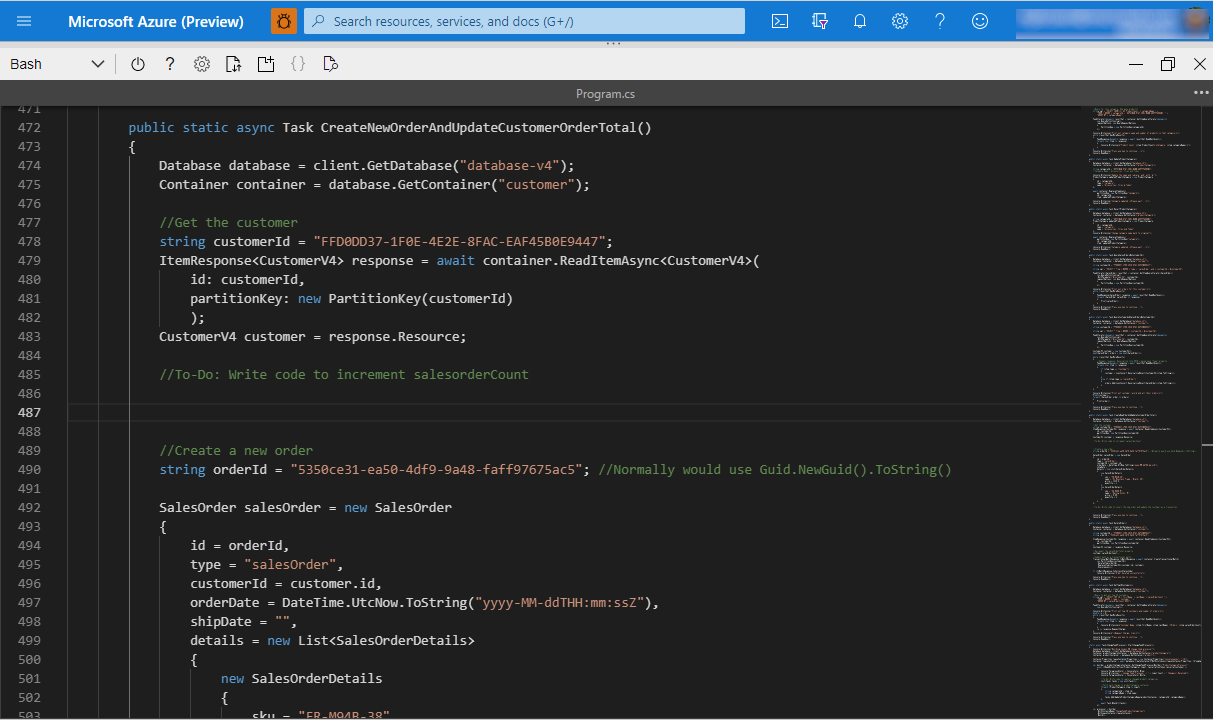 Microsoft Azure (Preview)
Search resources, services, and docs (G+/)
Bash
Program.cs
471
472 public static async Task CreateNewOrderAndUpdateCustomerOrderTotal()
473 {
474 Database database = client.GetDatabase("database-v4");
475 Container container = database.GetContainer("customer");
476
477 //Get the customer
478 string customerId = "FFD0DD37-1F0E-4E2E-8FAC-EAF45B0E9447";
479 ItemResponse<CustomerV4> response = await container.ReadItemAsync<CustomerV4>(
480 id: customerId,
481 partitionKey: new PartitionKey(customerId)
482 );
483 CustomerV4 customer = response.Resource;
484
485 //To-Do: Write code to increment salesorderCount
486
487
488
489 //Create a new order
490 string orderId = "5350ce31-ea50-4df9-9a48-faff97675ac5"; //Normally would use Guid.NewGuid().ToString()
491
492 SalesOrder salesOrder = new SalesOrder
493 {
494 id = orderId,
495 type = "salesOrder",
496 customerId = customer.id,
497 orderDate = DateTime.UtcNow.ToString("yyyy-MM-ddTHH:mm:ssZ"),
498 shipDate = "",
499 details = new List<SalesOrderDetails>
500 {
501 new SalesOrderDetails
502 {
503 sku = "FR-M94B-38"